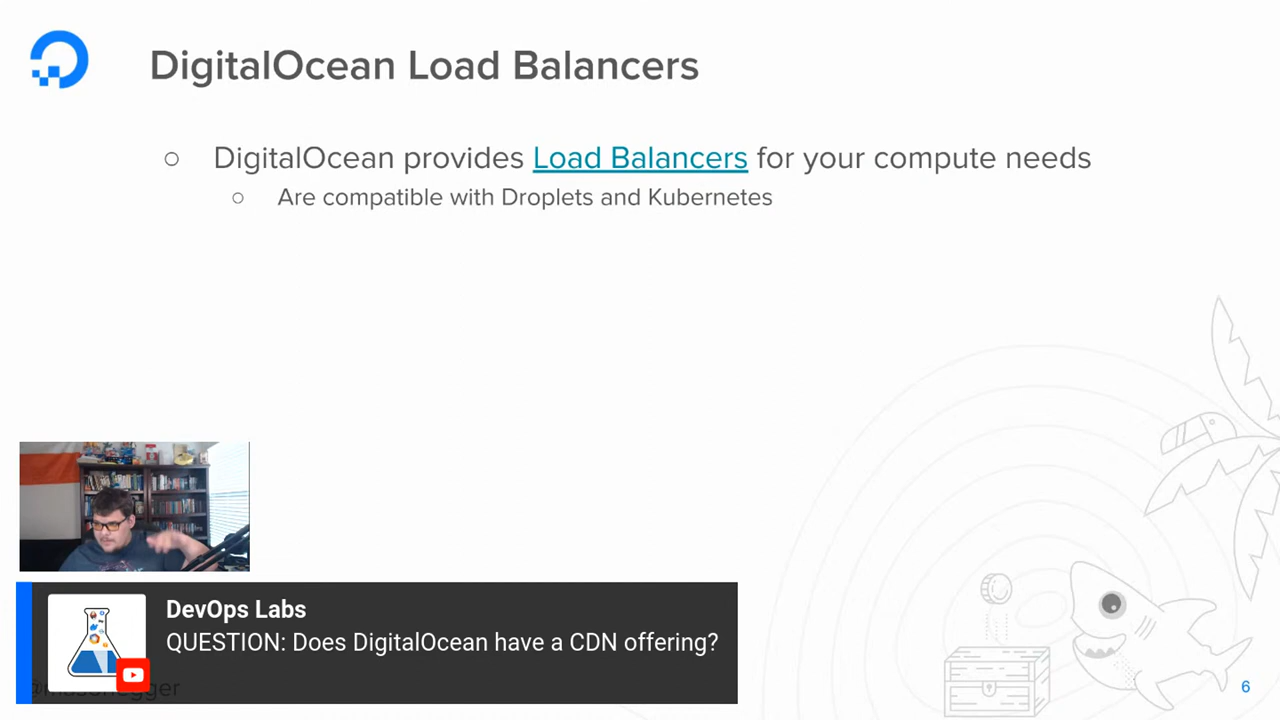 DigitalOcean Load Balancers
DigitalOcean provides Load Balancers for your compute needs
Are compatible with Droplets and Kubernetes
DevOps Labs
QUESTION: Does DigitalOcean have a CDN offering?
6